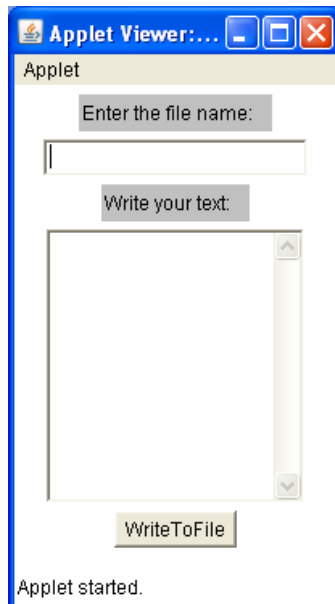 Applet Viewer:...
Applet
Enter the file name:
Write your text:
WriteToFile
Applet started.